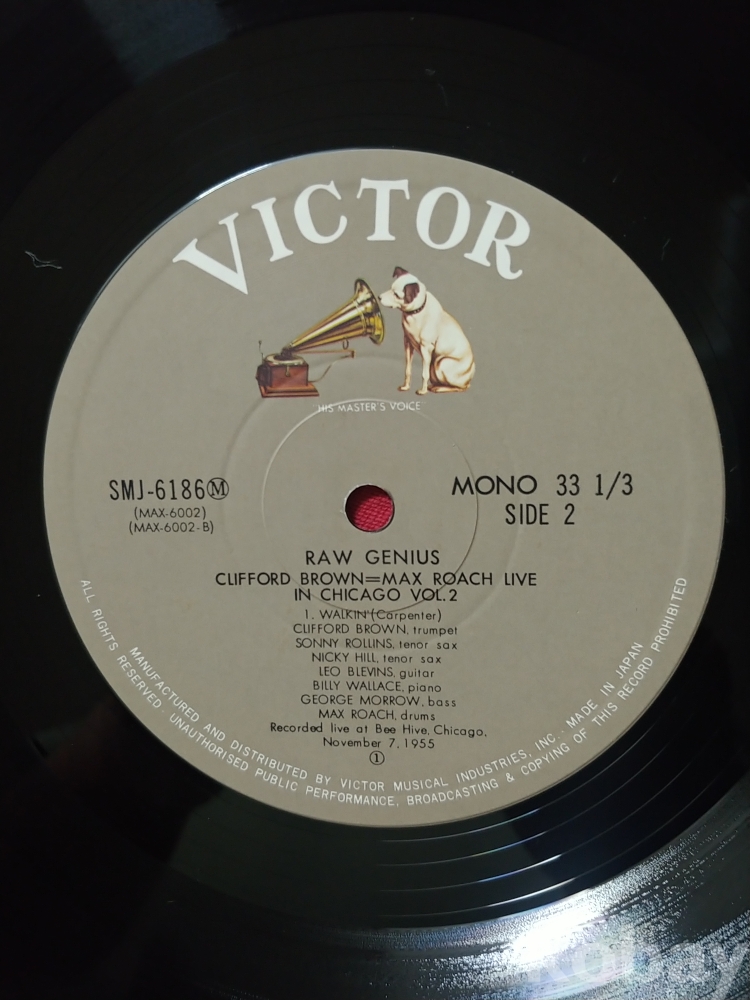 VICTOR
"HIS MASTER'S VOICE"
SMJ-6186Ⓜ
(MAX-6002)
(MAX-6002-B)
MONO 33 1/3
SIDE 2
RAW GENIUS
CLIFFORD BROWN=MAX ROACH LIVE
IN CHICAGO VOL.2
1. WALKIN'(Carpenter)
CLIFFORD BROWN, trumpet
SONNY ROLLINS, tenor sax
NICKY HILL, tenor sax
LEO BLEVINS, guitar
BILLY WALLACE, piano
GEORGE MORROW, bass
MAX ROACH, drums
Recorded live at Bee Hive, Chicago,
November 7, 1955
①
MANUFACTURED AND DISTRIBUTED BY VICTOR MUSICAL INDUSTRIES, INC. · MADE IN JAPAN
ALL RIGHTS RESERVED · UNAUTHORISED PUBLIC PERFORMANCE, BROADCASTING & COPYING OF THIS RECORD PROHIBITED
kobay